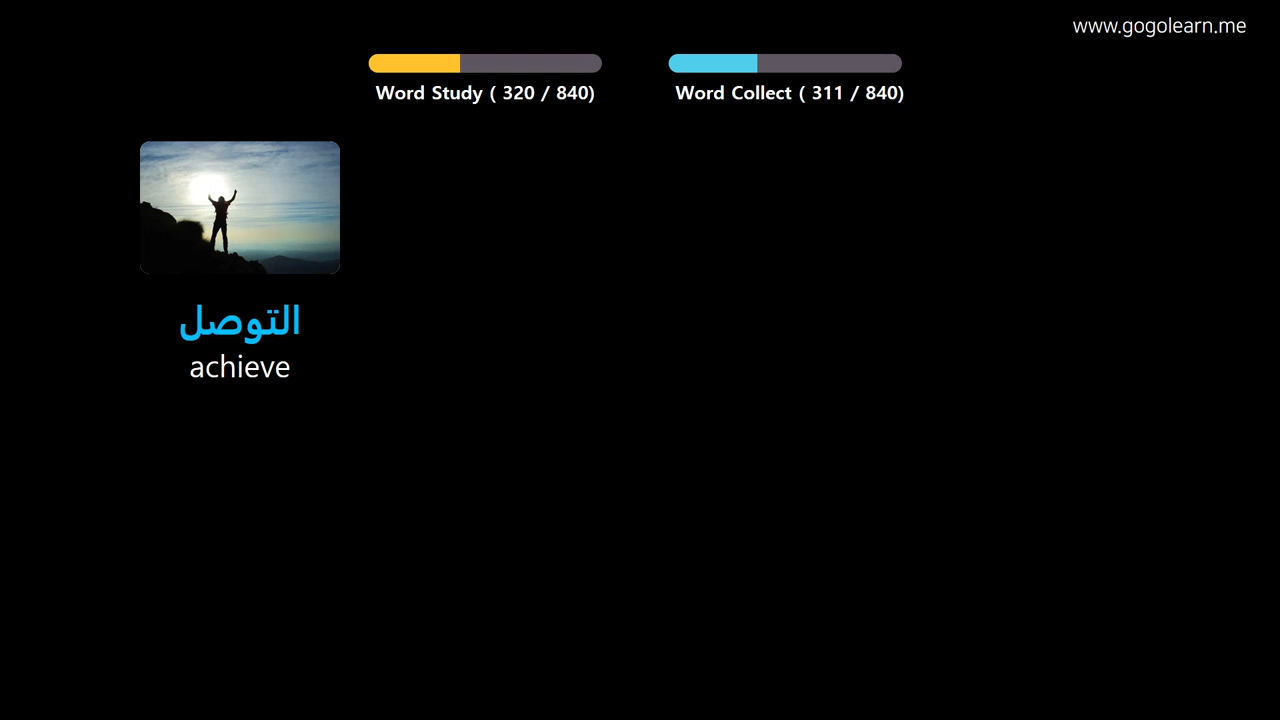 www.gogolearn.me
Word Study ( 320 / 840)
Word Collect ( 311 / 840)
التوصل
achieve